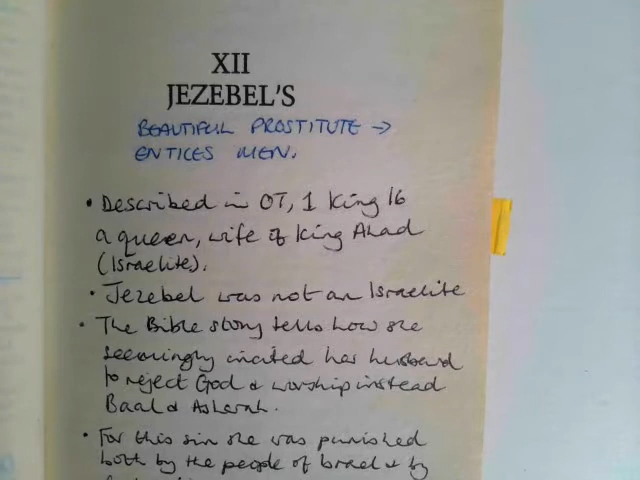 XII
JEZEBEL'S
BEAUTIFUL PROSTITUTE →
ENTICES MEN.
• Described in OT, 1 King 16
a queen, wife of King Ahad
(Israelite).
• Jezebel was not an Israelite
• The Bible story tells how she
seemingly incited her husband
to reject God & worship instead
Baal & Asherah.
• For this sin she was punished
both by the people of Israel & by